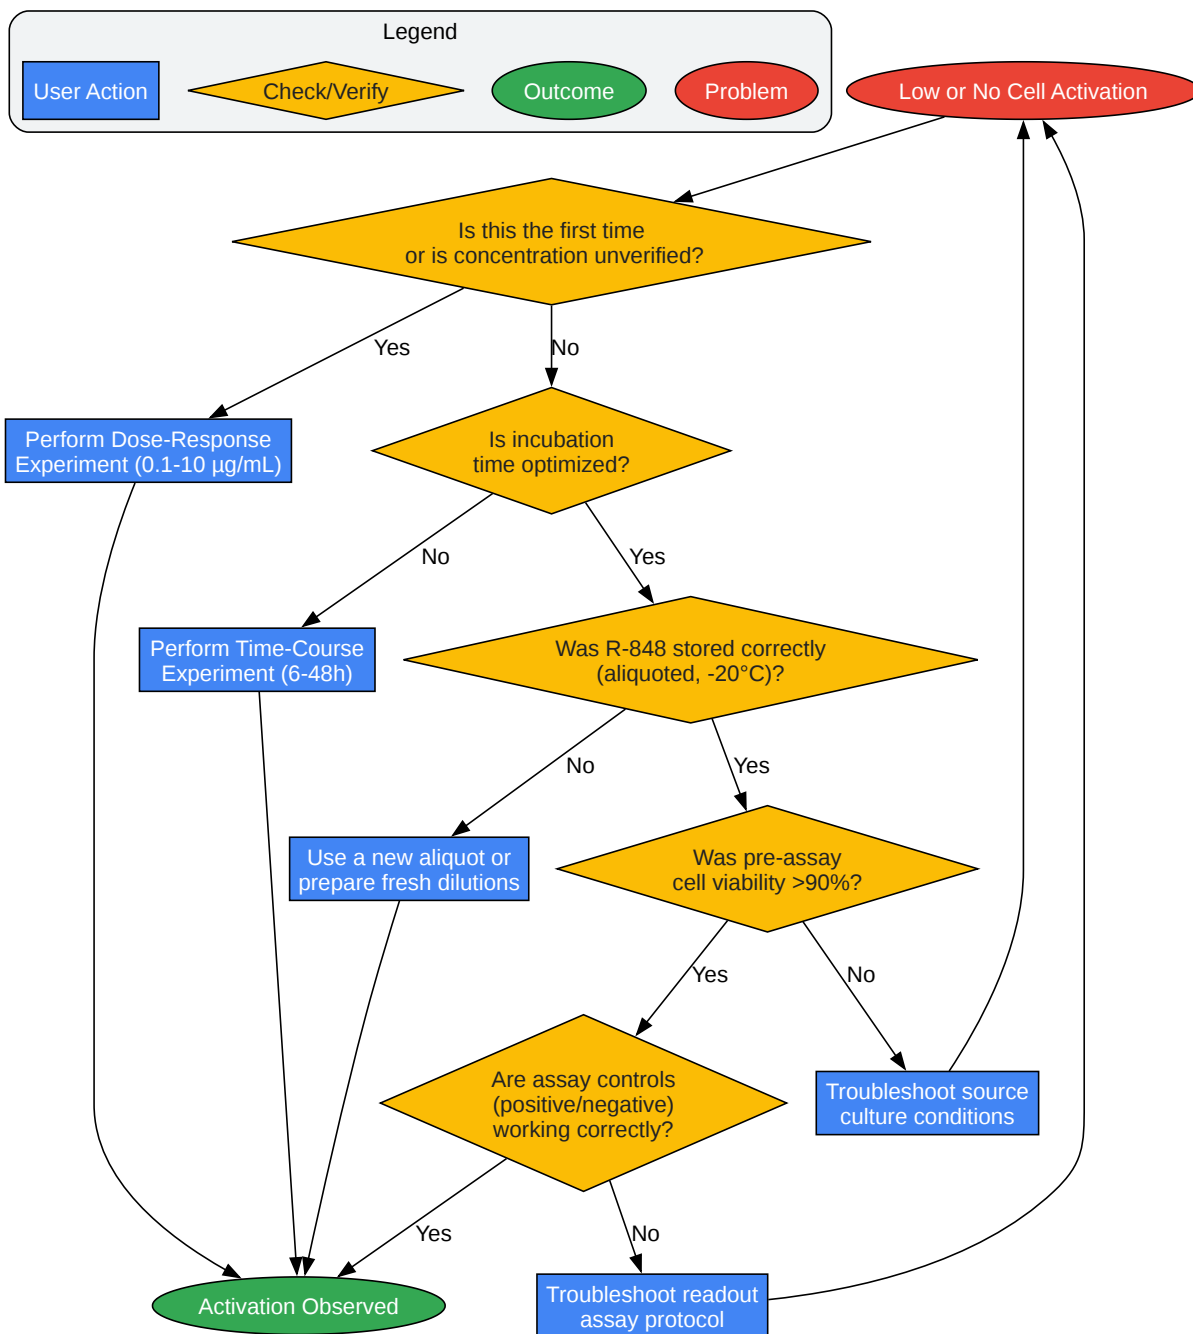 Legend
User Action
Check/Verify
Outcome
Problem
Low or No Cell Activation
Is this the first time
or is concentration unverified?
Yes
No
Perform Dose-Response
Experiment (0.1-10 µg/mL)
Is incubation
time optimized?
No
Yes
Perform Time-Course
Experiment (6-48h)
Was R-848 stored correctly
(aliquoted, -20°C)?
No
Yes
Use a new aliquot or
prepare fresh dilutions
Was pre-assay
cell viability >90%?
Yes
No
Are assay controls
(positive/negative)
working correctly?
Troubleshoot source
culture conditions
Yes
No
Activation Observed
Troubleshoot readout
assay protocol